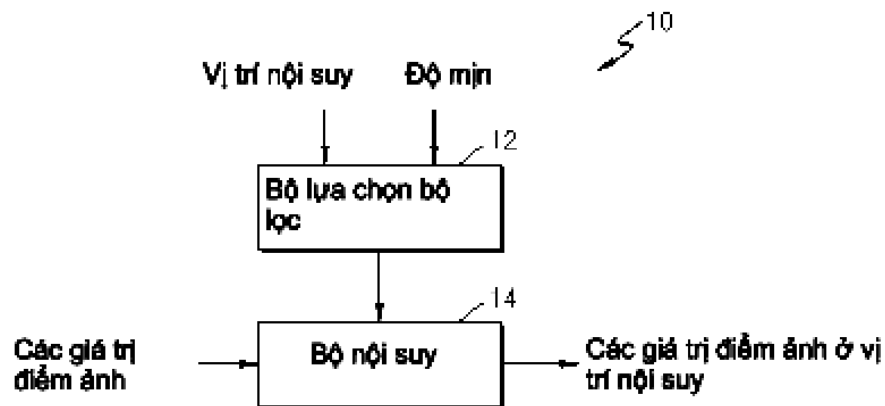 10
Vị trí nội suy
Độ mịn
12
Bộ lựa chọn bộ
lọc
14
Các giá trị
điểm ảnh
Bộ nội suy
Các giá trị điểm ảnh ở vị
trí nội suy